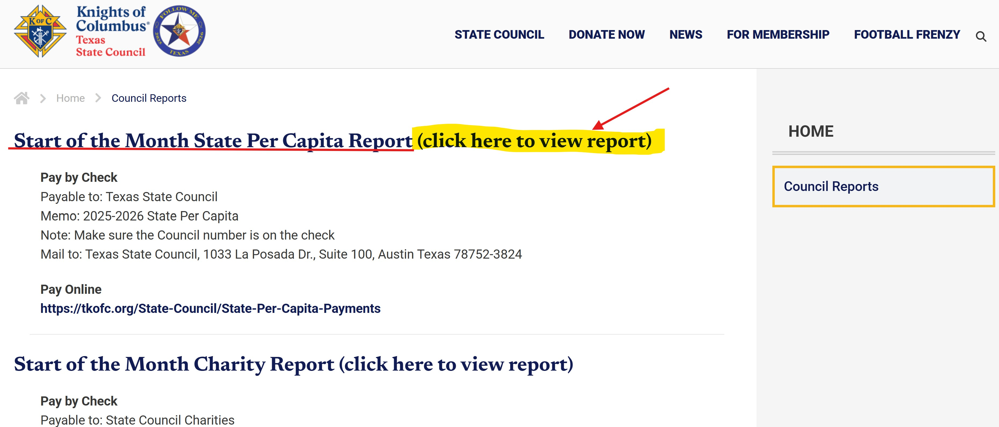 K OF C
Knights of
Columbus®
Texas
State Council
FOLLOW ME
2025
2026
TEXAS
STATE COUNCIL
DONATE NOW
NEWS
FOR MEMBERSHIP
FOOTBALL FRENZY
Home
Council Reports
Start of the Month State Per Capita Report (click here to view report)
Pay by Check
Payable to: Texas State Council
Memo: 2025-2026 State Per Capita
Note: Make sure the Council number is on the check
Mail to: Texas State Council, 1033 La Posada Dr., Suite 100, Austin Texas 78752-3824
Pay Online
https://tkofc.org/State-Council/State-Per-Capita-Payments
Start of the Month Charity Report (click here to view report)
Pay by Check
Payable to: State Council Charities
HOME
Council Reports